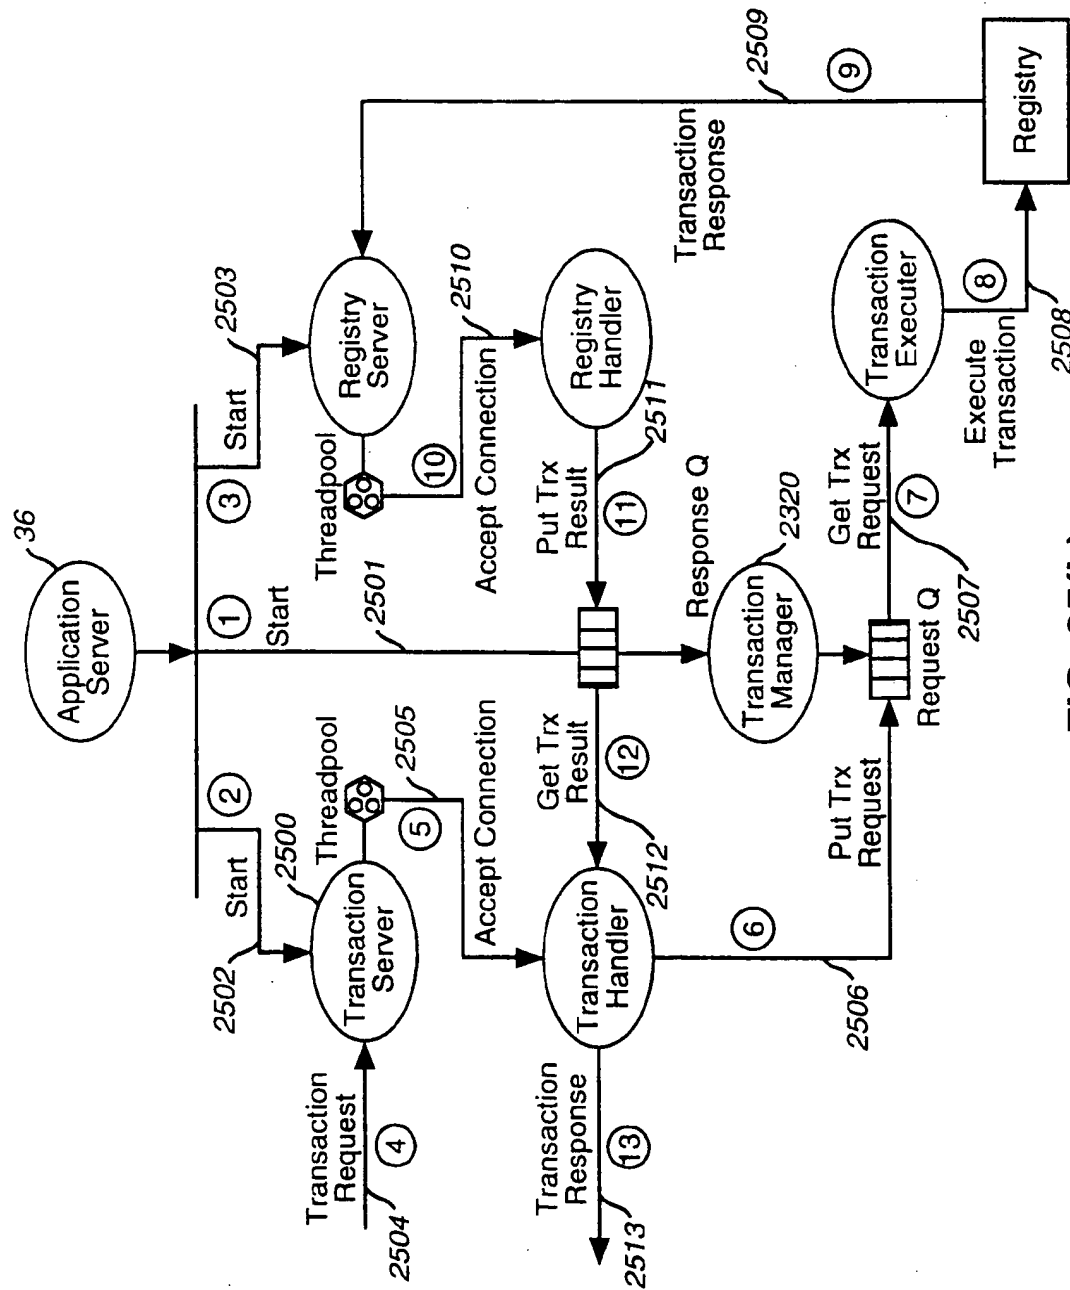 36
Application
Server
2
1
3
Start
Start
Start
2502
2500
2501
2503
Transaction
Request
4
2504
Transaction
Server
Threadpool
5
2505
Accept Connection
Threadpool
Registry
Server
10
Accept Connection
2510
Transaction
Response
9
2509
Transaction
Response
13
2513
Transaction
Handler
Get Trx
Result
12
2512
Put Trx
Result
11
2511
Registry
Handler
Response Q
Transaction
Manager
2320
6
2506
Put Trx
Request
Request Q
Get Trx
Request
7
2507
Transaction
Executer
8
Execute
Transaction
2508
Registry